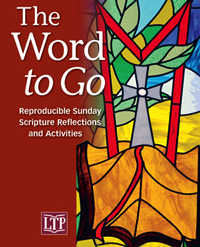 The
Word
to Go
Reproducible Sunday
Scripture Reflections
and Activities
LTP